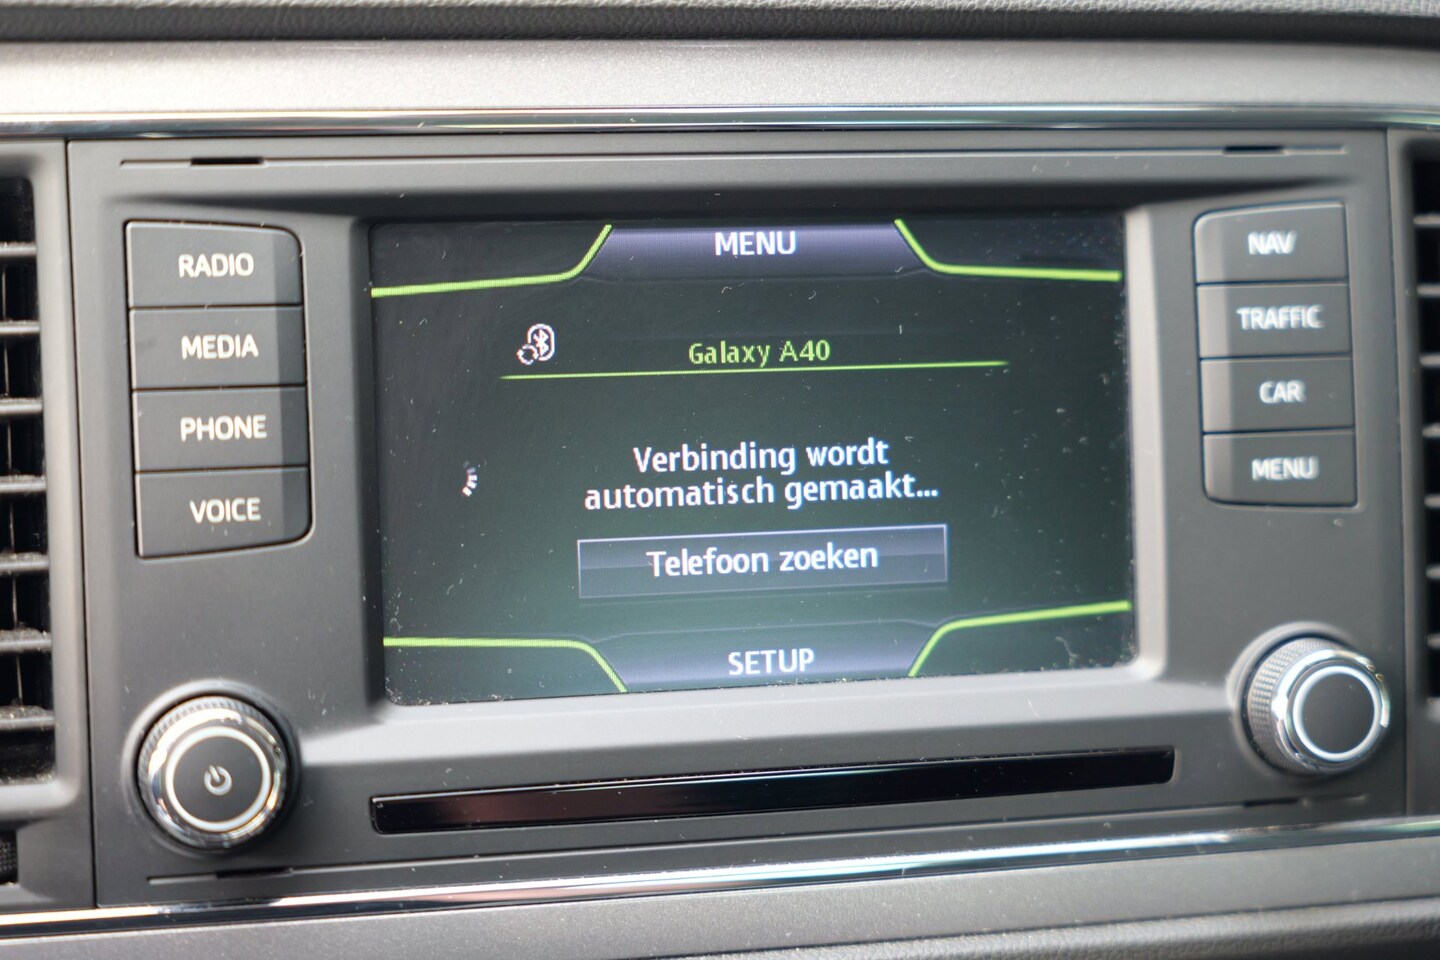 MENU
RADIO
MEDIA
PHONE
VOICE
Galaxy A40
Verbinding wordt
automatisch gemaakt...
Telefoon zoeken
SETUP
NAV
TRAFFIC
CAR
MENU